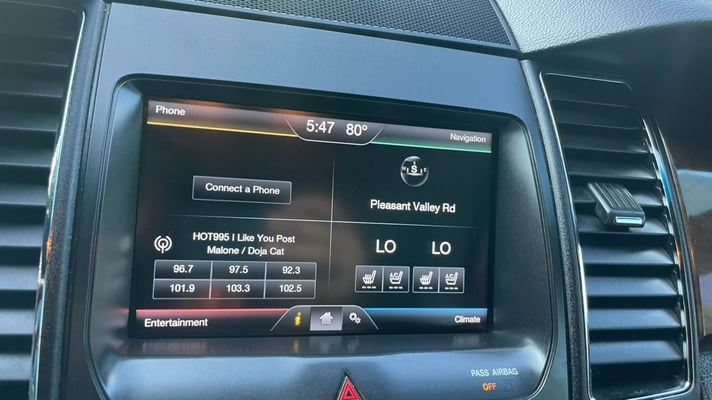 Phone
5:47 80°
Navigation
S
Connect a Phone
Pleasant Valley Rd
HOT995 I Like You Post
Malone / Doja Cat
LO LO
96.7 97.5 92.3
101.9 103.3 102.5
Entertainment
i
Climate
PASS AIRBAG
OFF